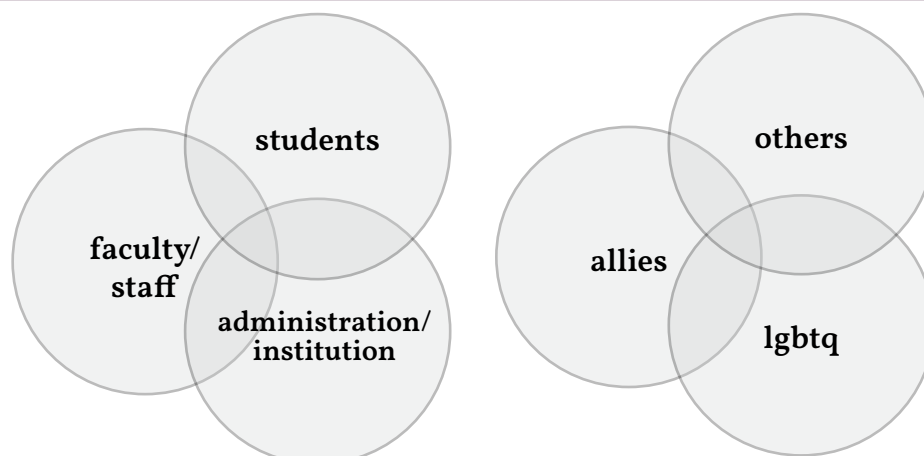 students
faculty/
staff
administration/
institution
others
allies
lgbtq